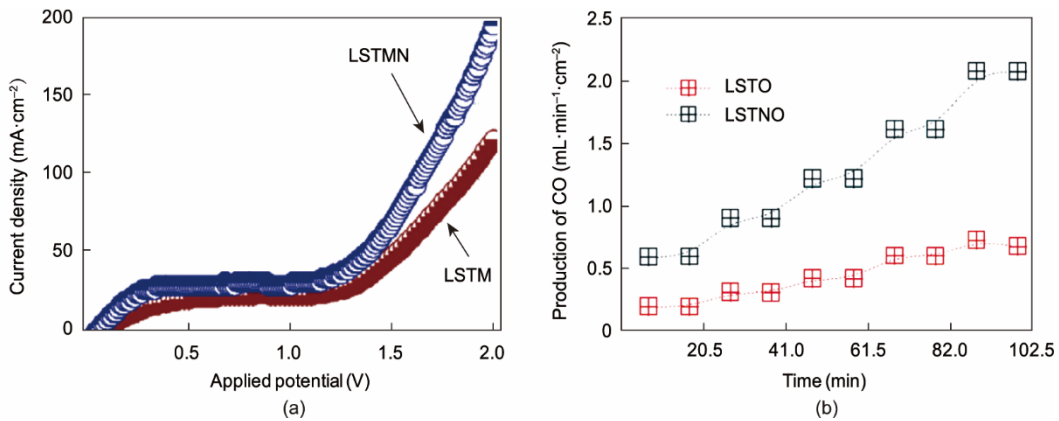 200
150
100
50
0
0.5
1.0
1.5
2.0
Current density (mA·cm−2)
Applied potential (V)
LSTMN
LSTM
(a)
2.5
2.0
1.5
1.0
0.5
0
20.5
41.0
61.5
82.0
102.5
Production of CO (mL·min−1·cm−2)
Time (min)
LSTO
LSTNO
(b)